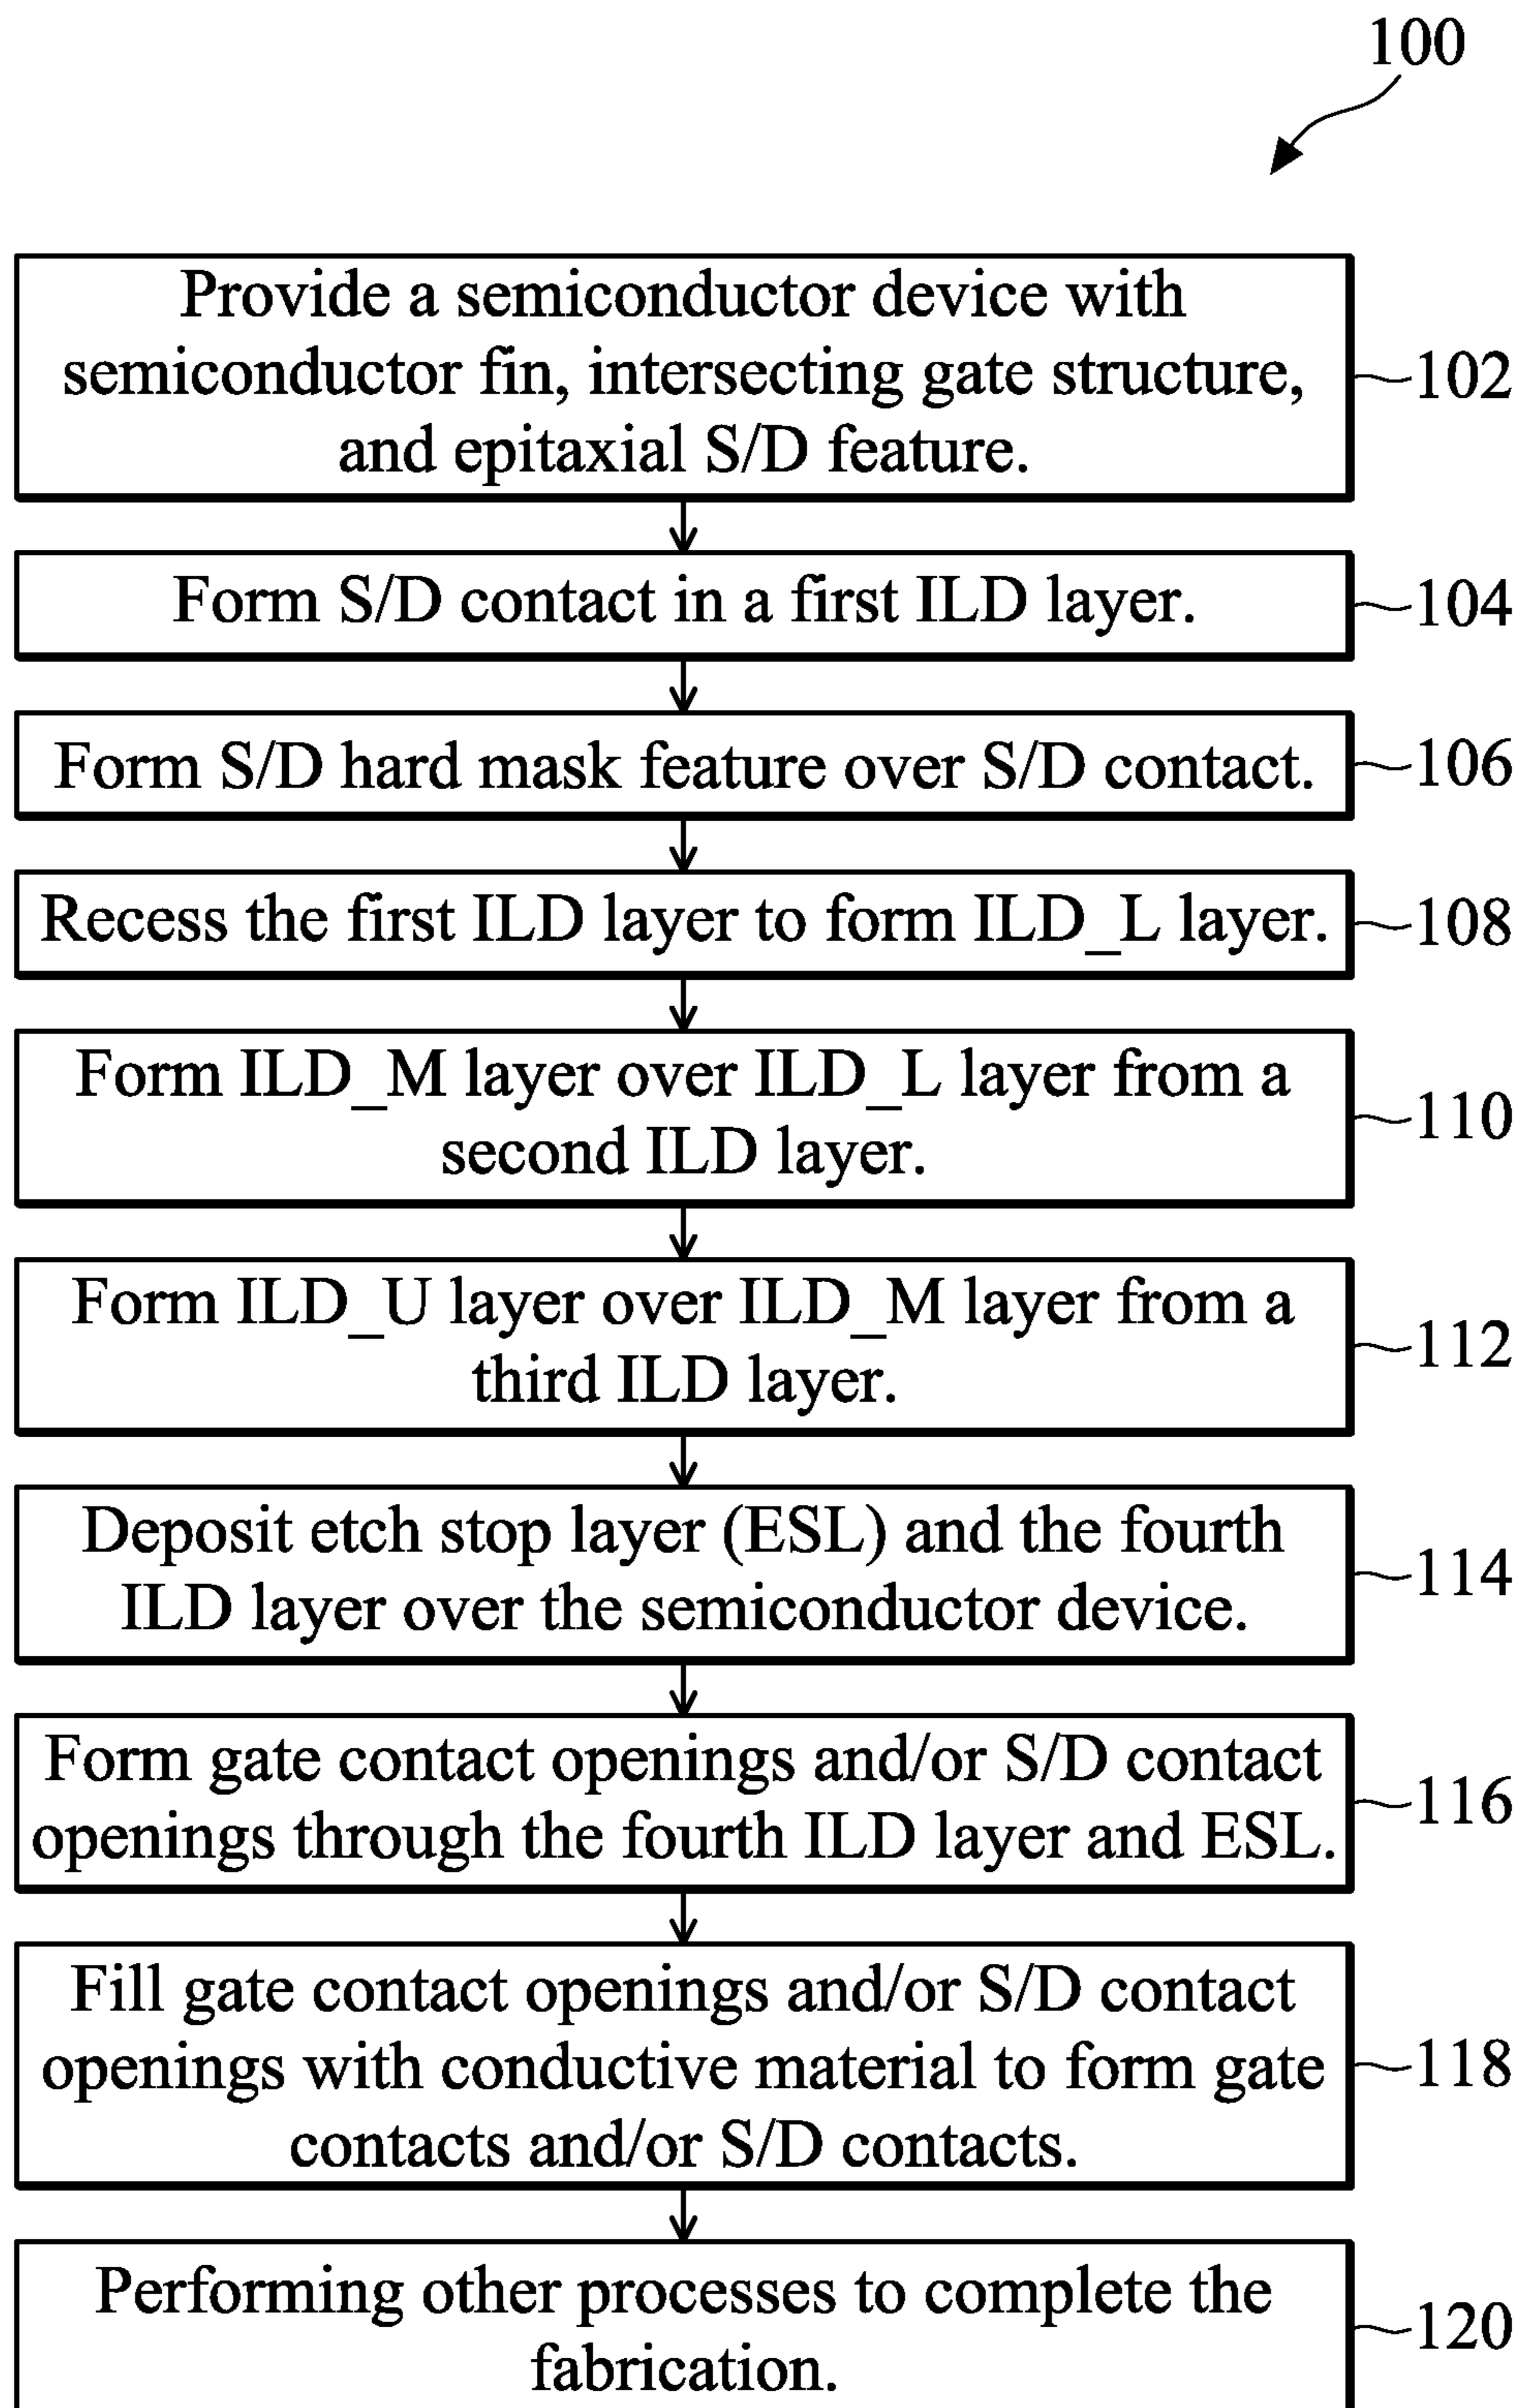 100
Provide a semiconductor device with
semiconductor fin, intersecting gate structure,
and epitaxial S/D feature.
102
Form S/D contact in a first ILD layer.
104
Form S/D hard mask feature over S/D contact.
106
Recess the first ILD layer to form ILD_L layer.
108
Form ILD_M layer over ILD_L layer from a
second ILD layer.
110
Form ILD_U layer over ILD_M layer from a
third ILD layer.
112
Deposit etch stop layer (ESL) and the fourth
ILD layer over the semiconductor device.
114
Form gate contact openings and/or S/D contact
openings through the fourth ILD layer and ESL.
116
Fill gate contact openings and/or S/D contact
openings with conductive material to form gate
contacts and/or S/D contacts.
118
Performing other processes to complete the
fabrication.
120